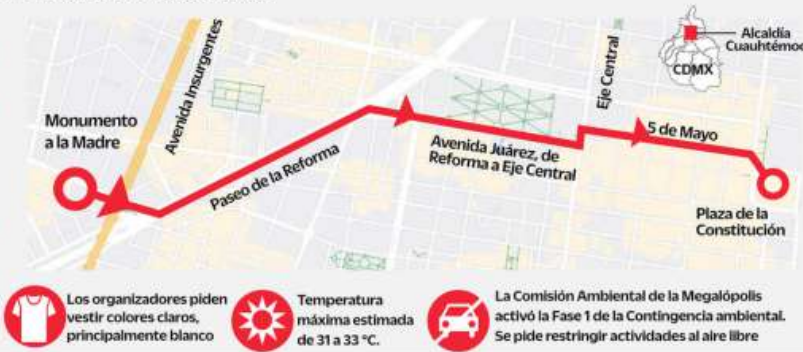 Alcaldía
Cuauhtémoc
CDMX
Avenida Insurgentes
Eje Central
Monumento
a la Madre
5 de Mayo
Avenida Juárez, de
Reforma a Eje Central
Paseo de la Reforma
Plaza de la
Constitución
Los organizadores piden
vestir colores claros,
principalmente blanco
Temperatura
máxima estimada
de 31 a 33 °C.
La Comisión Ambiental de la Megalópolis
activó la Fase 1 de la Contingencia ambiental.
Se pide restringir actividades al aire libre